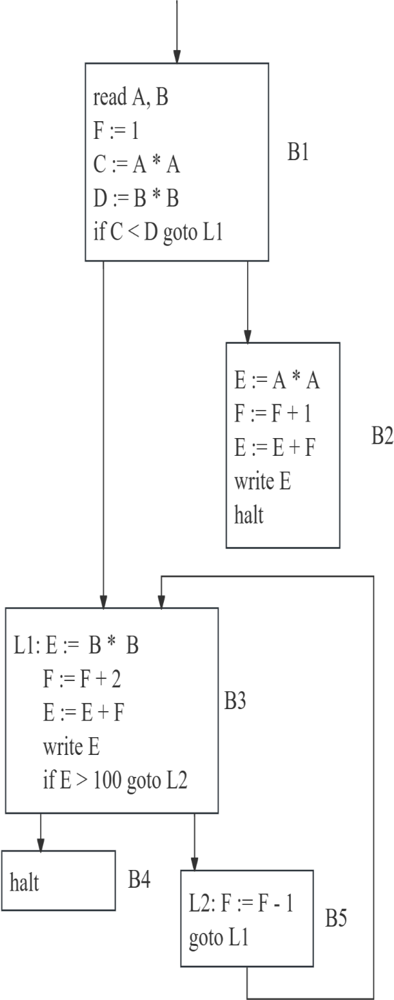 read A, B
F := 1
C := A * A
D := B * B
if C < D goto L1
B1
E := A * A
F := F + 1
E := E + F
write E
halt
B2
L1: E := B * B
F := F + 2
E := E + F
write E
if E > 100 goto L2
B3
halt
B4
L2: F := F - 1
goto L1
B5